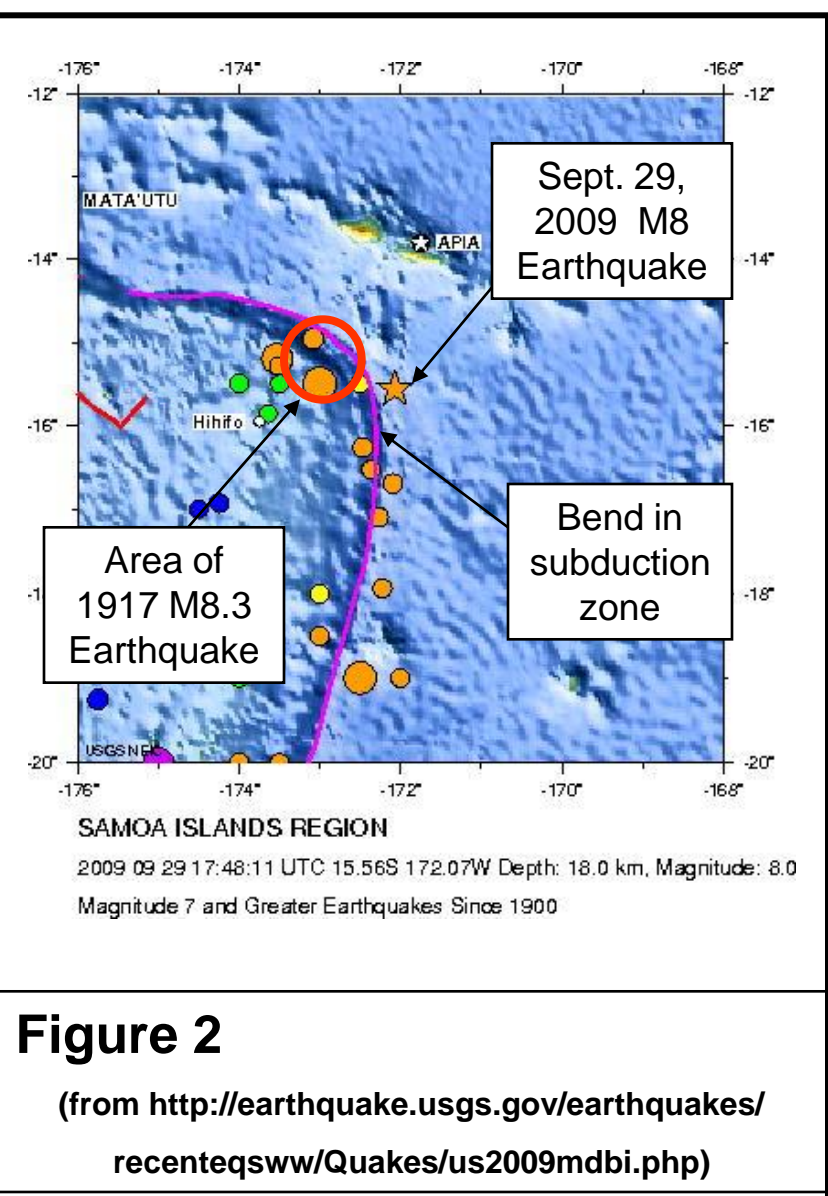 -176° -174° -172° -170° -168°
-12° -12°
Sept. 29,
2009 M8
Earthquake
MATA'UTU
APIA
-14° -14°
-16° -16°
Hihifo
Area of
1917 M8.3
Earthquake
Bend in
subduction
zone
-18°
-20° -20°
-176° -174° -172° -170° -168°
SAMOA ISLANDS REGION
2009 09 29 17:48:11 UTC 15.56S 172.07W Depth: 18.0 km, Magnitude: 8.0
Magnitude 7 and Greater Earthquakes Since 1900
Figure 2
(from http://earthquake.usgs.gov/earthquakes/
recenteqsww/Quakes/us2009mdbi.php)